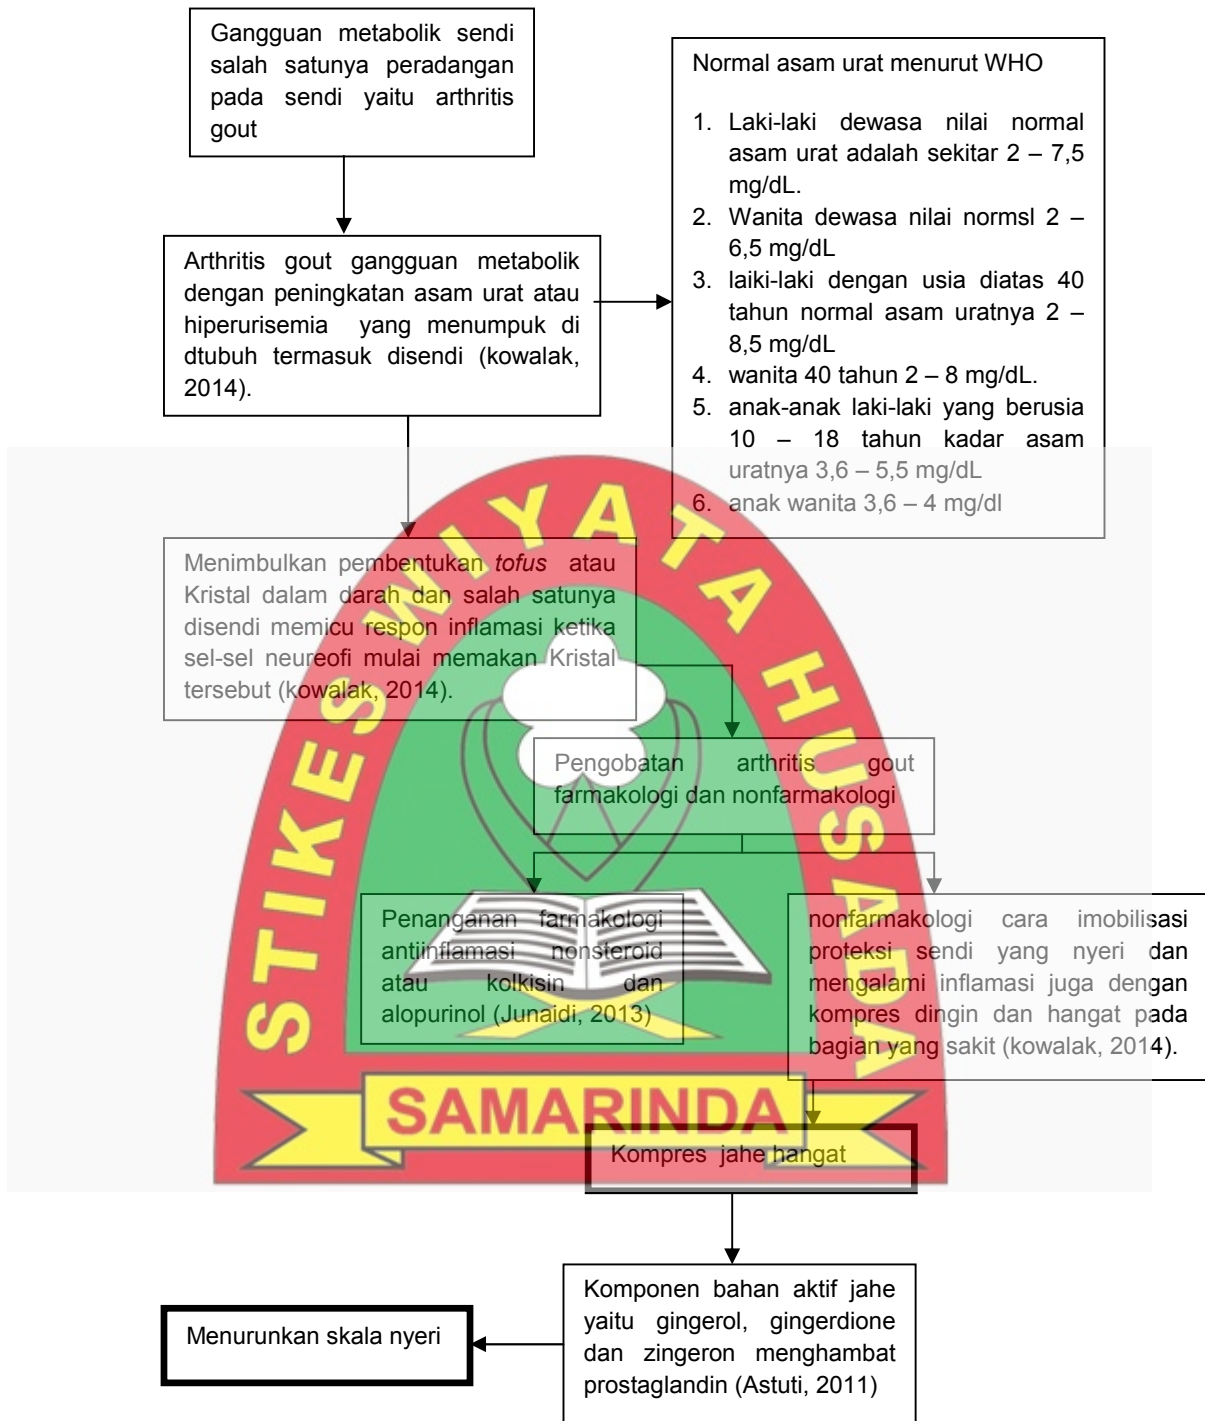 Gangguan metabolik sendi
salah satunya peradangan
pada sendi yaitu arthritis
gout
Normal asam urat menurut WHO
1. Laki-laki dewasa nilai normal
asam urat adalah sekitar 2 – 7,5
mg/dL.
2. Wanita dewasa nilai normsl 2 –
6,5 mg/dL
3. laiki-laki dengan usia diatas 40
tahun normal asam uratnya 2 –
8,5 mg/dL
4. wanita 40 tahun 2 – 8 mg/dL.
5. anak-anak laki-laki yang berusia
10 – 18 tahun kadar asam
uratnya 3,6 – 5,5 mg/dL
6. anak wanita 3,6 – 4 mg/dl
Arthritis gout gangguan metabolik
dengan peningkatan asam urat atau
hiperurisemia yang menumpuk di
dtubuh termasuk disendi (kowalak,
2014).
Menimbulkan pembentukan tofus atau
Kristal dalam darah dan salah satunya
disendi memicu respon inflamasi ketika
sel-sel neureofi mulai memakan Kristal
tersebut (kowalak, 2014).
Pengobatan arthritis gout
farmakologi dan nonfarmakologi
Penanganan farmakologi
antiinflamasi nonsteroid
atau kolkisin dan
alopurinol (Junaidi, 2013)
nonfarmakologi cara imobilisasi
proteksi sendi yang nyeri dan
mengalami inflamasi juga dengan
kompres dingin dan hangat pada
bagian yang sakit (kowalak, 2014).
Kompres jahe hangat
Komponen bahan aktif jahe
yaitu gingerol, gingerdione
dan zingeron menghambat
prostaglandin (Astuti, 2011)
Menurunkan skala nyeri
STIKES WIYATA HUSADA
SAMARINDA